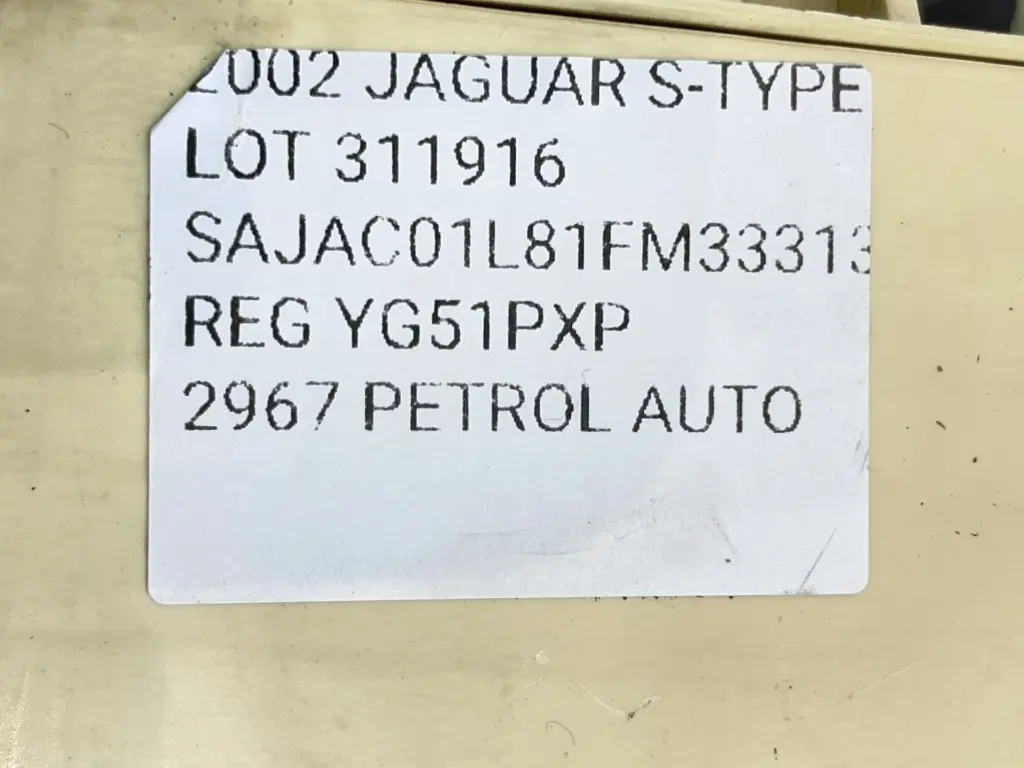 2002 JAGUAR S-TYPE
LOT 311916
SAJAC01L81FM33313
REG YG51PXP
2967 PETROL AUTO